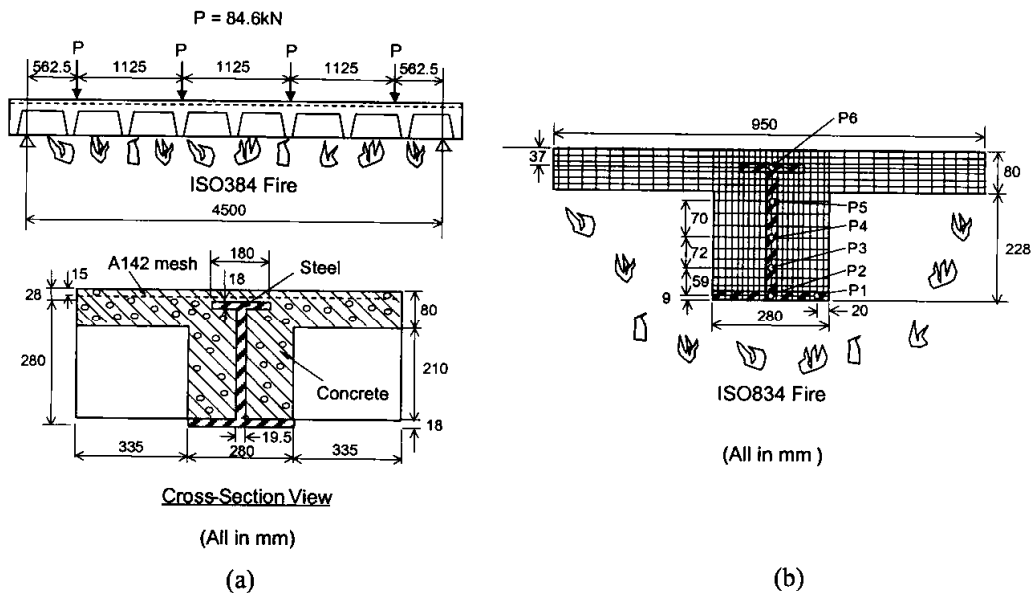 P = 84.6kN
P P P P
562.5 1125 1125 1125 562.5
ISO384 Fire
4500
180
15 A142 mesh 18 Steel
28
80
280
210
Concrete
18
19.5
335 280 335
Cross-Section View
(All in mm)
(a)
P6
950
37
80
P5
70
P4
228
72
P3
P2
59
P1
9
280 20
ISO834 Fire
(All in mm )
(b)